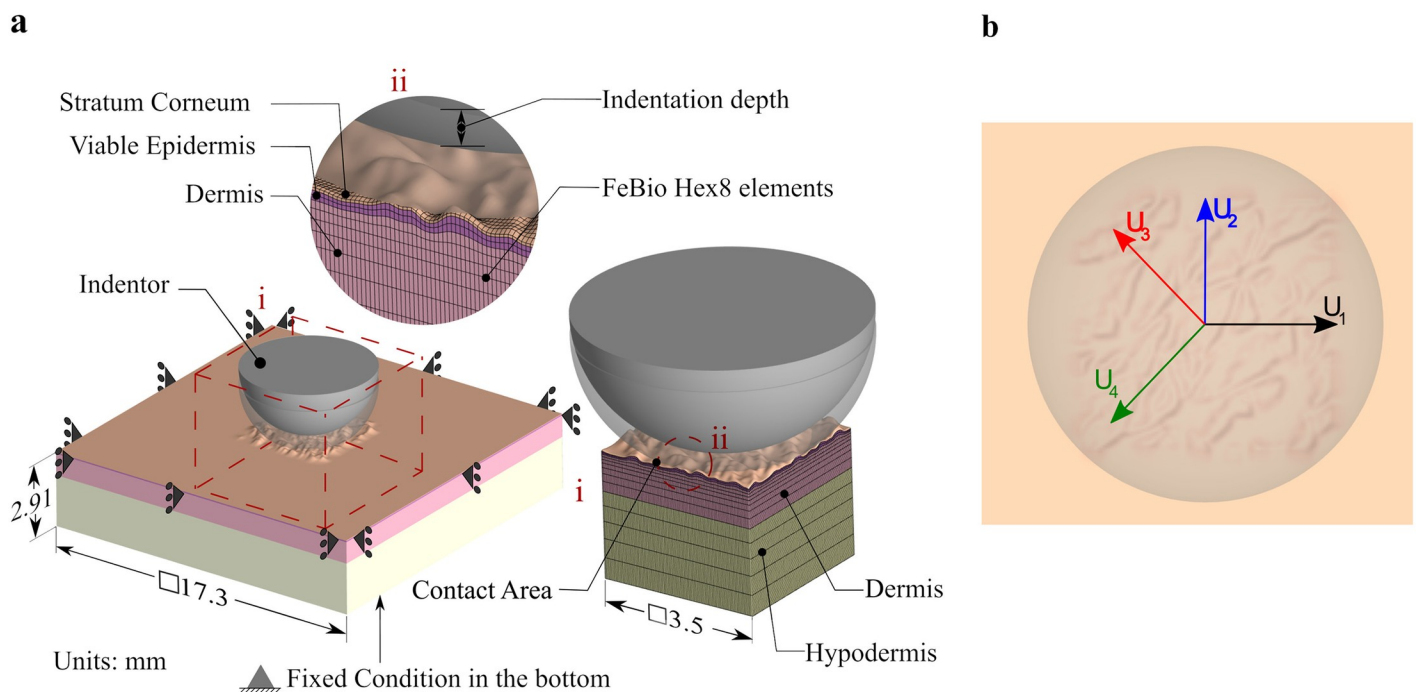 a
b
ii
Stratum Corneum
Indentation depth
Viable Epidermis
Dermis
FeBio Hex8 elements
Indentor
i
U3
U2
U1
U4
ii
i
2.91
□17.3
Contact Area
□3.5
Dermis
Hypodermis
Units: mm
Fixed Condition in the bottom